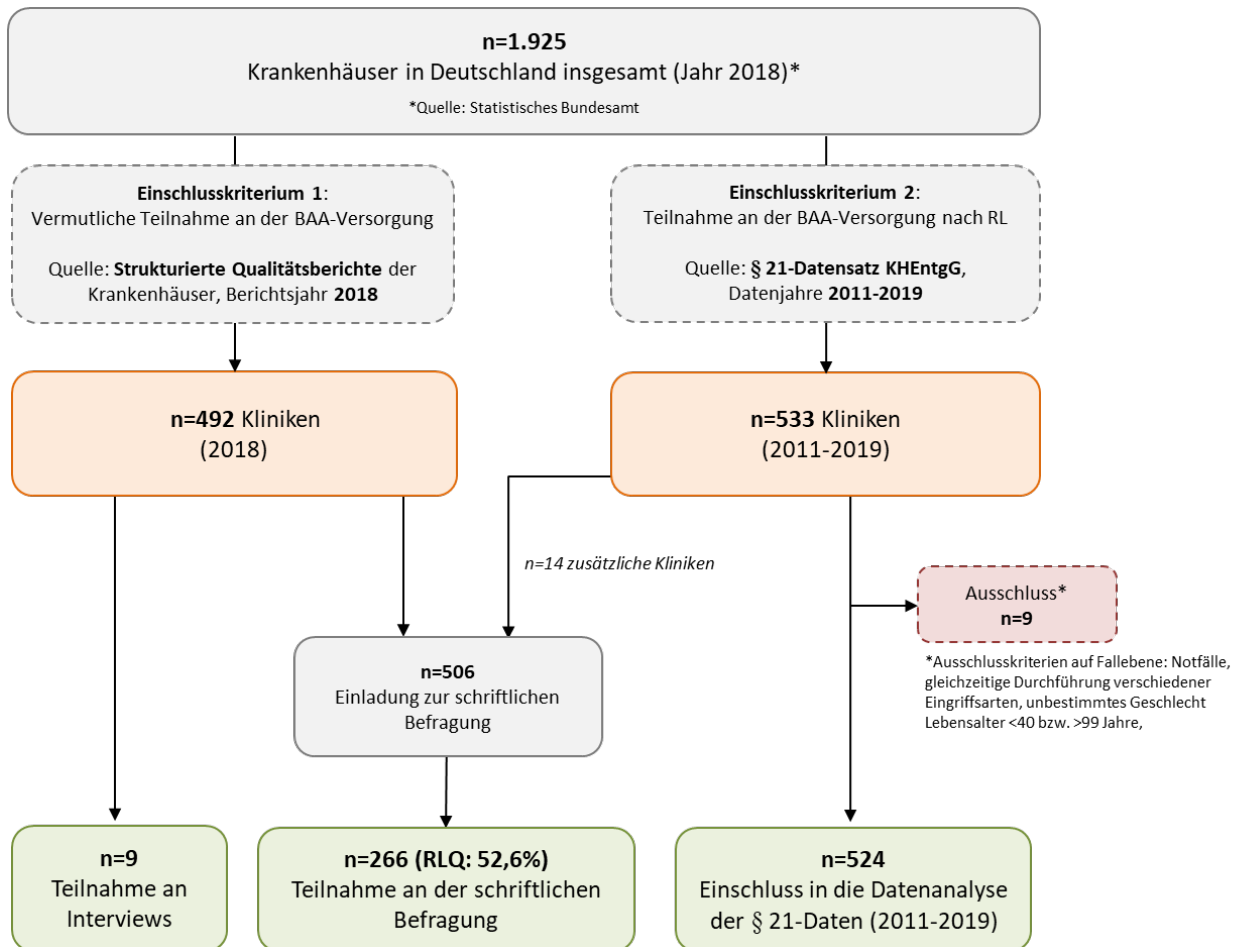 n=1.925
Krankenhäuser in Deutschland insgesamt (Jahr 2018)*
*Quelle: Statistisches Bundesamt
Einschlusskriterium 1:
Vermutliche Teilnahme an der BAA-Versorgung
Quelle: Strukturierte Qualitätsberichte der
Krankenhäuser, Berichtsjahr 2018
Einschlusskriterium 2:
Teilnahme an der BAA-Versorgung nach RL
Quelle: § 21-Datensatz KHEntgG,
Datenjahre 2011-2019
n=492 Kliniken
(2018)
n=533 Kliniken
(2011-2019)
n=14 zusätzliche Kliniken
Ausschluss*
n=9
*Ausschlusskriterien auf Fallebene: Notfälle,
gleichzeitige Durchführung verschiedener
Eingriffsarten, unbestimmtes Geschlecht
Lebensalter <40 bzw. >99 Jahre,
n=506
Einladung zur schriftlichen
Befragung
n=9
Teilnahme an
Interviews
n=266 (RLQ: 52,6%)
Teilnahme an der schriftlichen
Befragung
n=524
Einschluss in die Datenanalyse
der § 21-Daten (2011-2019)